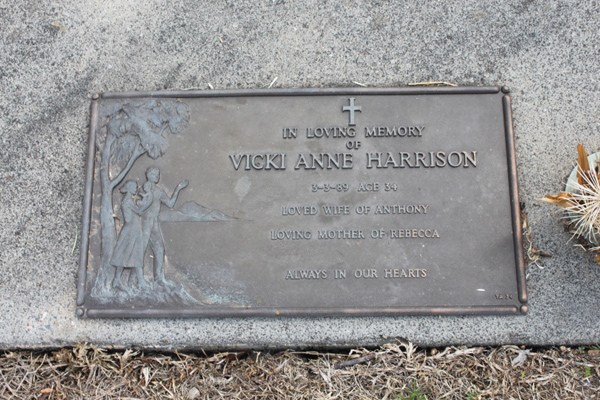 IN LOVING MEMORY
OF
VICKI ANNE HARRISON
3-3-89 AGE 34
LOVED WIFE OF ANTHONY
LOVING MOTHER OF REBECCA
ALWAYS IN OUR HEARTS